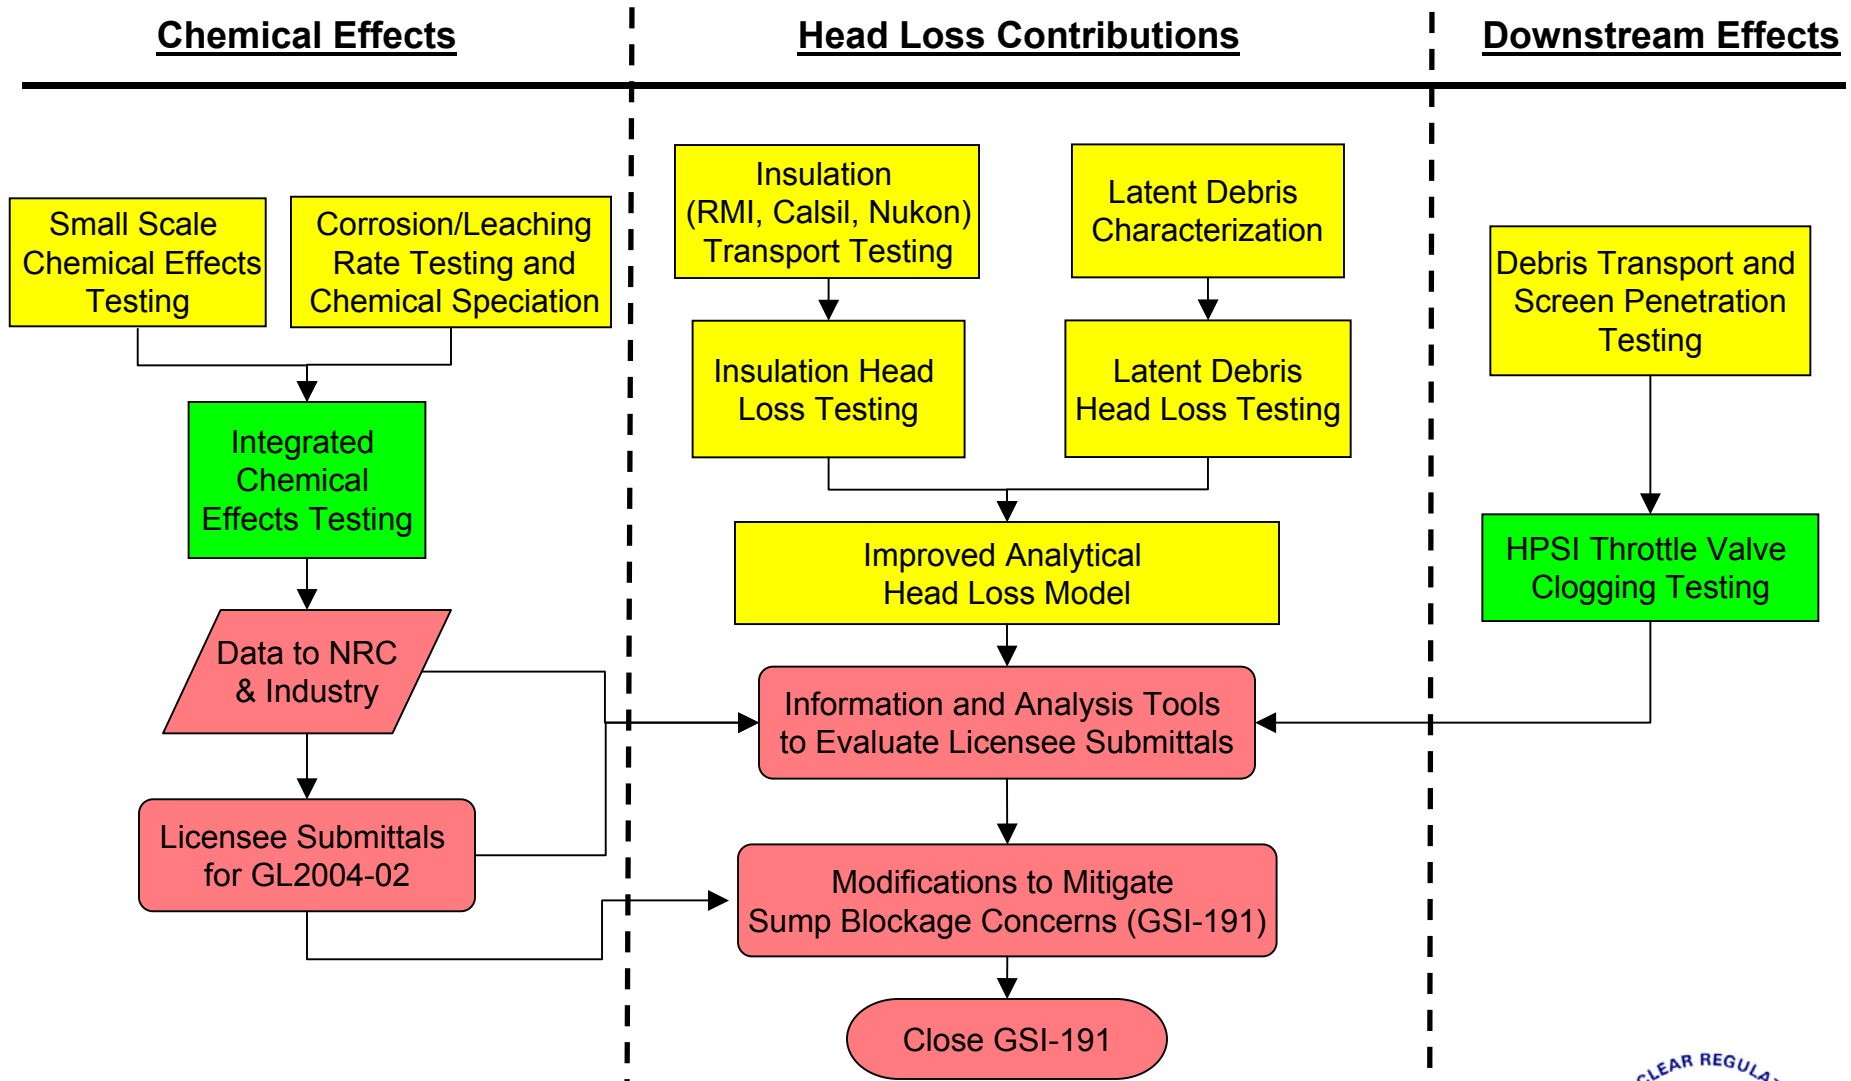 Chemical Effects
Head Loss Contributions
Downstream Effects
Small Scale
Chemical Effects
Testing
Corrosion/Leaching
Rate Testing and
Chemical Speciation
Integrated
Chemical
Effects Testing
Data to NRC
& Industry
Licensee Submittals
for GL2004-02
Insulation
(RMI, Calsil, Nukon)
Transport Testing
Latent Debris
Characterization
Insulation Head
Loss Testing
Latent Debris
Head Loss Testing
Improved Analytical
Head Loss Model
Information and Analysis Tools
to Evaluate Licensee Submittals
Modifications to Mitigate
Sump Blockage Concerns (GSI-191)
Close GSI-191
Debris Transport and
Screen Penetration
Testing
HPSI Throttle Valve
Clogging Testing